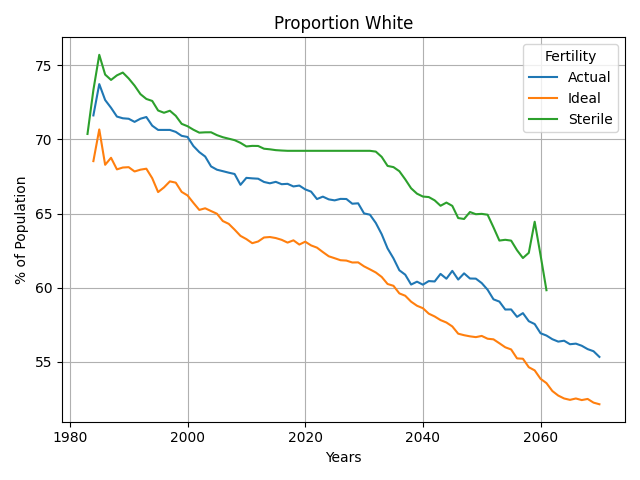 Proportion White
Fertility
Actual
Ideal
Sterile
% of Population
75
70
65
60
55
1980
2000
2020
2040
2060
Years